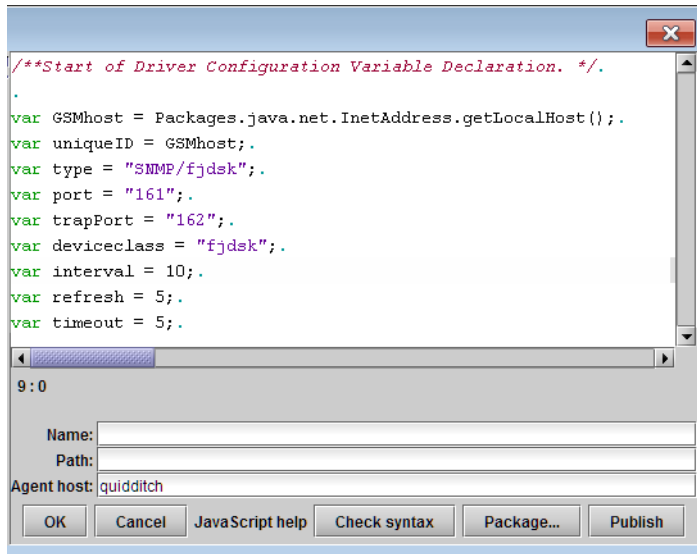 /**Start of Driver Configuration Variable Declaration. */.
.
var GSMhost = Packages.java.net.InetAddress.getLocalHost();.
var uniqueID = GSMhost;.
var type = "SNMP/fjdsk";.
var port = "161";.
var trapPort = "162";.
var deviceclass = "fjdsk";.
var interval = 10;.
var refresh = 5;.
var timeout = 5;.
9:0
Name:
Path:
Agent host: quidditch
OK Cancel JavaScript help Check syntax Package... Publish